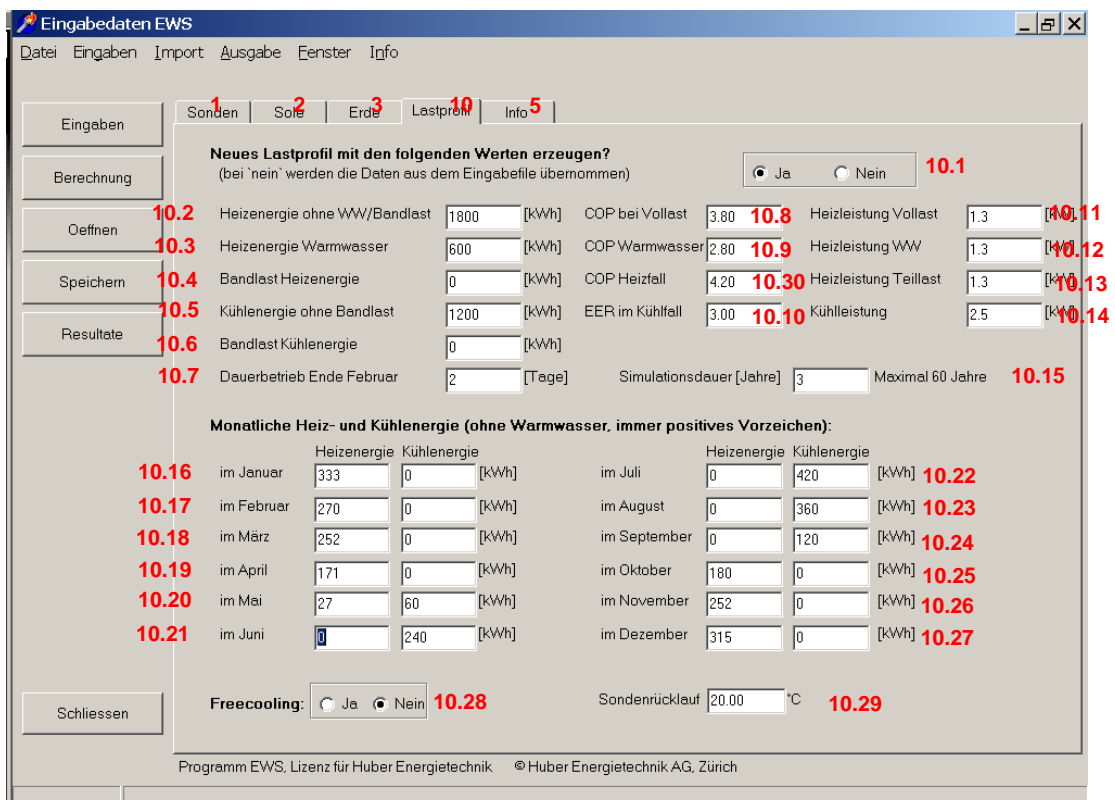 Eingabedaten EWS
Datei Eingaben Import Ausgabe Fenster Info
Sonden 1 Sole 2 Erde 3 Lastprofil 10 Info 5
Eingaben
Berechnung
Oeffnen
Speichern
Resultate
Schliessen
Neues Lastprofil mit den folgenden Werten erzeugen?
(bei `nein` werden die Daten aus dem Eingabefile übernommen)
Ja Nein 10.1
10.2 Heizenergie ohne WW/Bandlast 1800 [kWh] COP bei Vollast 3.80 10.8 Heizleistung Vollast 1.3 [kW] 10.11
10.3 Heizenergie Warmwasser 600 [kWh] COP Warmwasser 2.80 10.9 Heizleistung WW 1.3 [kW] 10.12
10.4 Bandlast Heizenergie 0 [kWh] COP Heizfall 4.20 10.30 Heizleistung Teillast 1.3 [kW] 10.13
10.5 Kühlenergie ohne Bandlast 1200 [kWh] EER im Kühlfall 3.00 10.10 Kühlleistung 2.5 [kW] 10.14
10.6 Bandlast Kühlenergie 0 [kWh]
10.7 Dauerbetrieb Ende Februar 2 [Tage] Simulationsdauer [Jahre] 3 Maximal 60 Jahre 10.15
Monatliche Heiz- und Kühlenergie (ohne Warmwasser, immer positives Vorzeichen):
Heizenergie Kühlenergie Heizenergie Kühlenergie
10.16 im Januar 333 0 [kWh] im Juli 0 420 [kWh] 10.22
10.17 im Februar 270 0 [kWh] im August 0 360 [kWh] 10.23
10.18 im März 252 0 [kWh] im September 0 120 [kWh] 10.24
10.19 im April 171 0 [kWh] im Oktober 180 0 [kWh] 10.25
10.20 im Mai 27 60 [kWh] im November 252 0 [kWh] 10.26
10.21 im Juni 0 240 [kWh] im Dezember 315 0 [kWh] 10.27
Freecooling: Ja Nein 10.28 Sondenrücklauf 20.00 °C 10.29
Programm EWS, Lizenz für Huber Energietechnik © Huber Energietechnik AG, Zürich